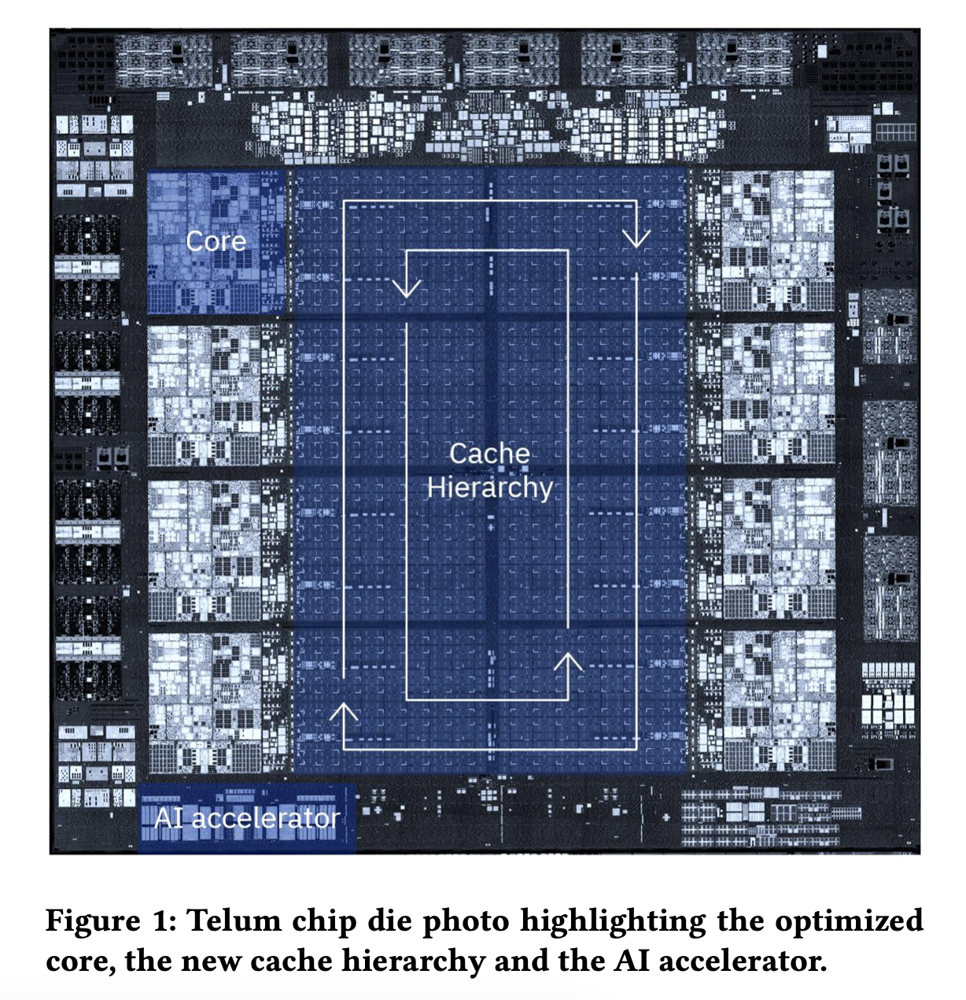 Core
Cache
Hierarchy
AI accelerator
Figure 1: Telum chip die photo highlighting the optimized
core, the new cache hierarchy and the AI accelerator.